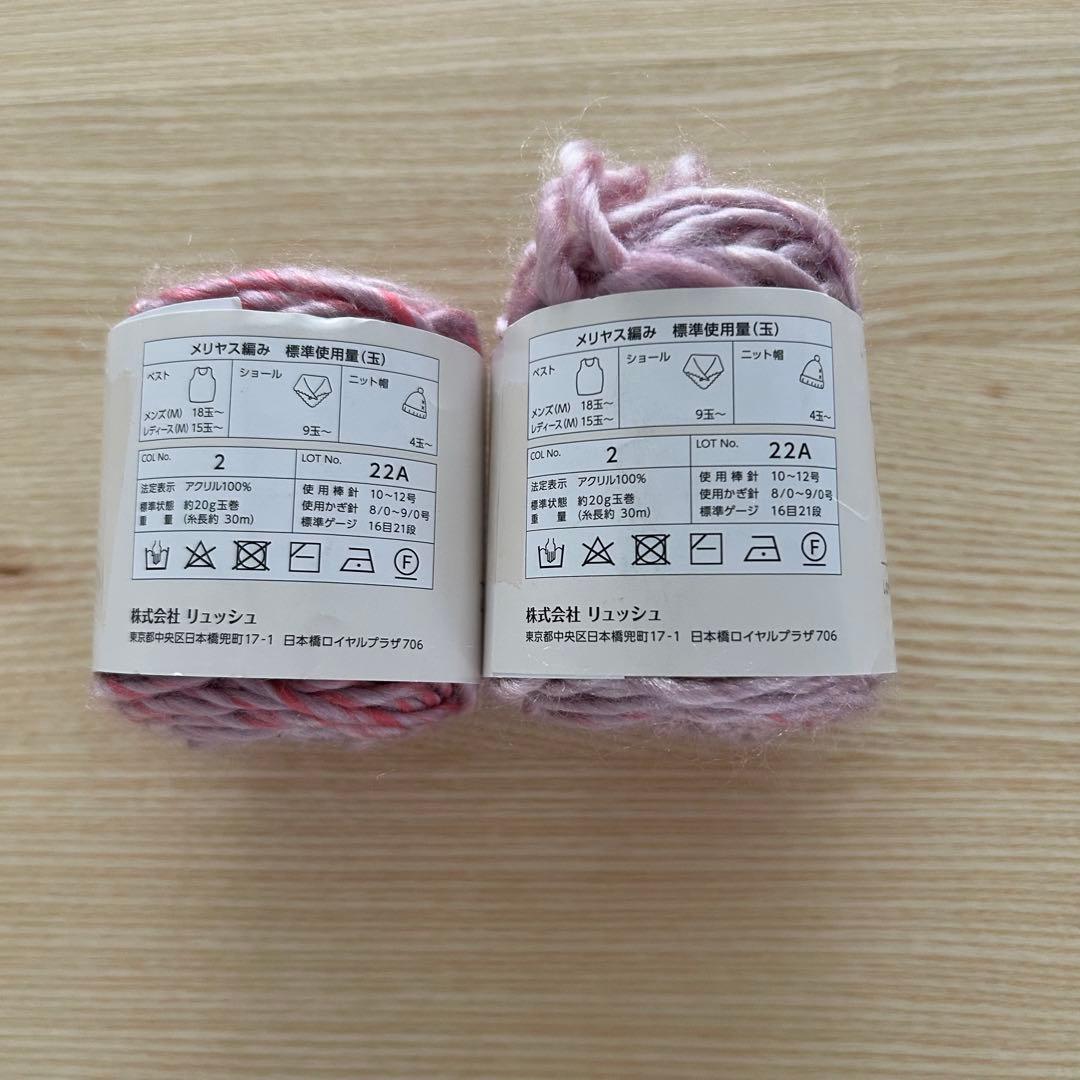 メリヤス編み 標準使用量(玉)
ベスト
ショール
ニット帽
メンズ(M) 18玉〜
レディース(M) 15玉〜
9玉〜
4玉〜
COL No. 2
LOT No. 22A
法定表示 アクリル100%
標準状態重量 約20g玉巻
(糸長約 30m)
使用棒針 10〜12号
使用かぎ針 8/0〜9/0号
標準ゲージ 16目21段
F
株式会社 リュッシュ
東京都中央区日本橋兜町17-1 日本橋ロイヤルプラザ706
メリヤス編み 標準使用量(玉)
ベスト
ショール
ニット帽
メンズ(M) 18玉〜
レディース(M) 15玉〜
9玉〜
4玉〜
COL No. 2
LOT No. 22A
法定表示 アクリル100%
標準状態重量 約20g玉巻
(糸長約 30m)
使用棒針 10〜12号
使用かぎ針 8/0〜9/0号
標準ゲージ 16目21段
F
株式会社 リュッシュ
東京都中央区日本橋兜町17-1 日本橋ロイヤルプラザ706